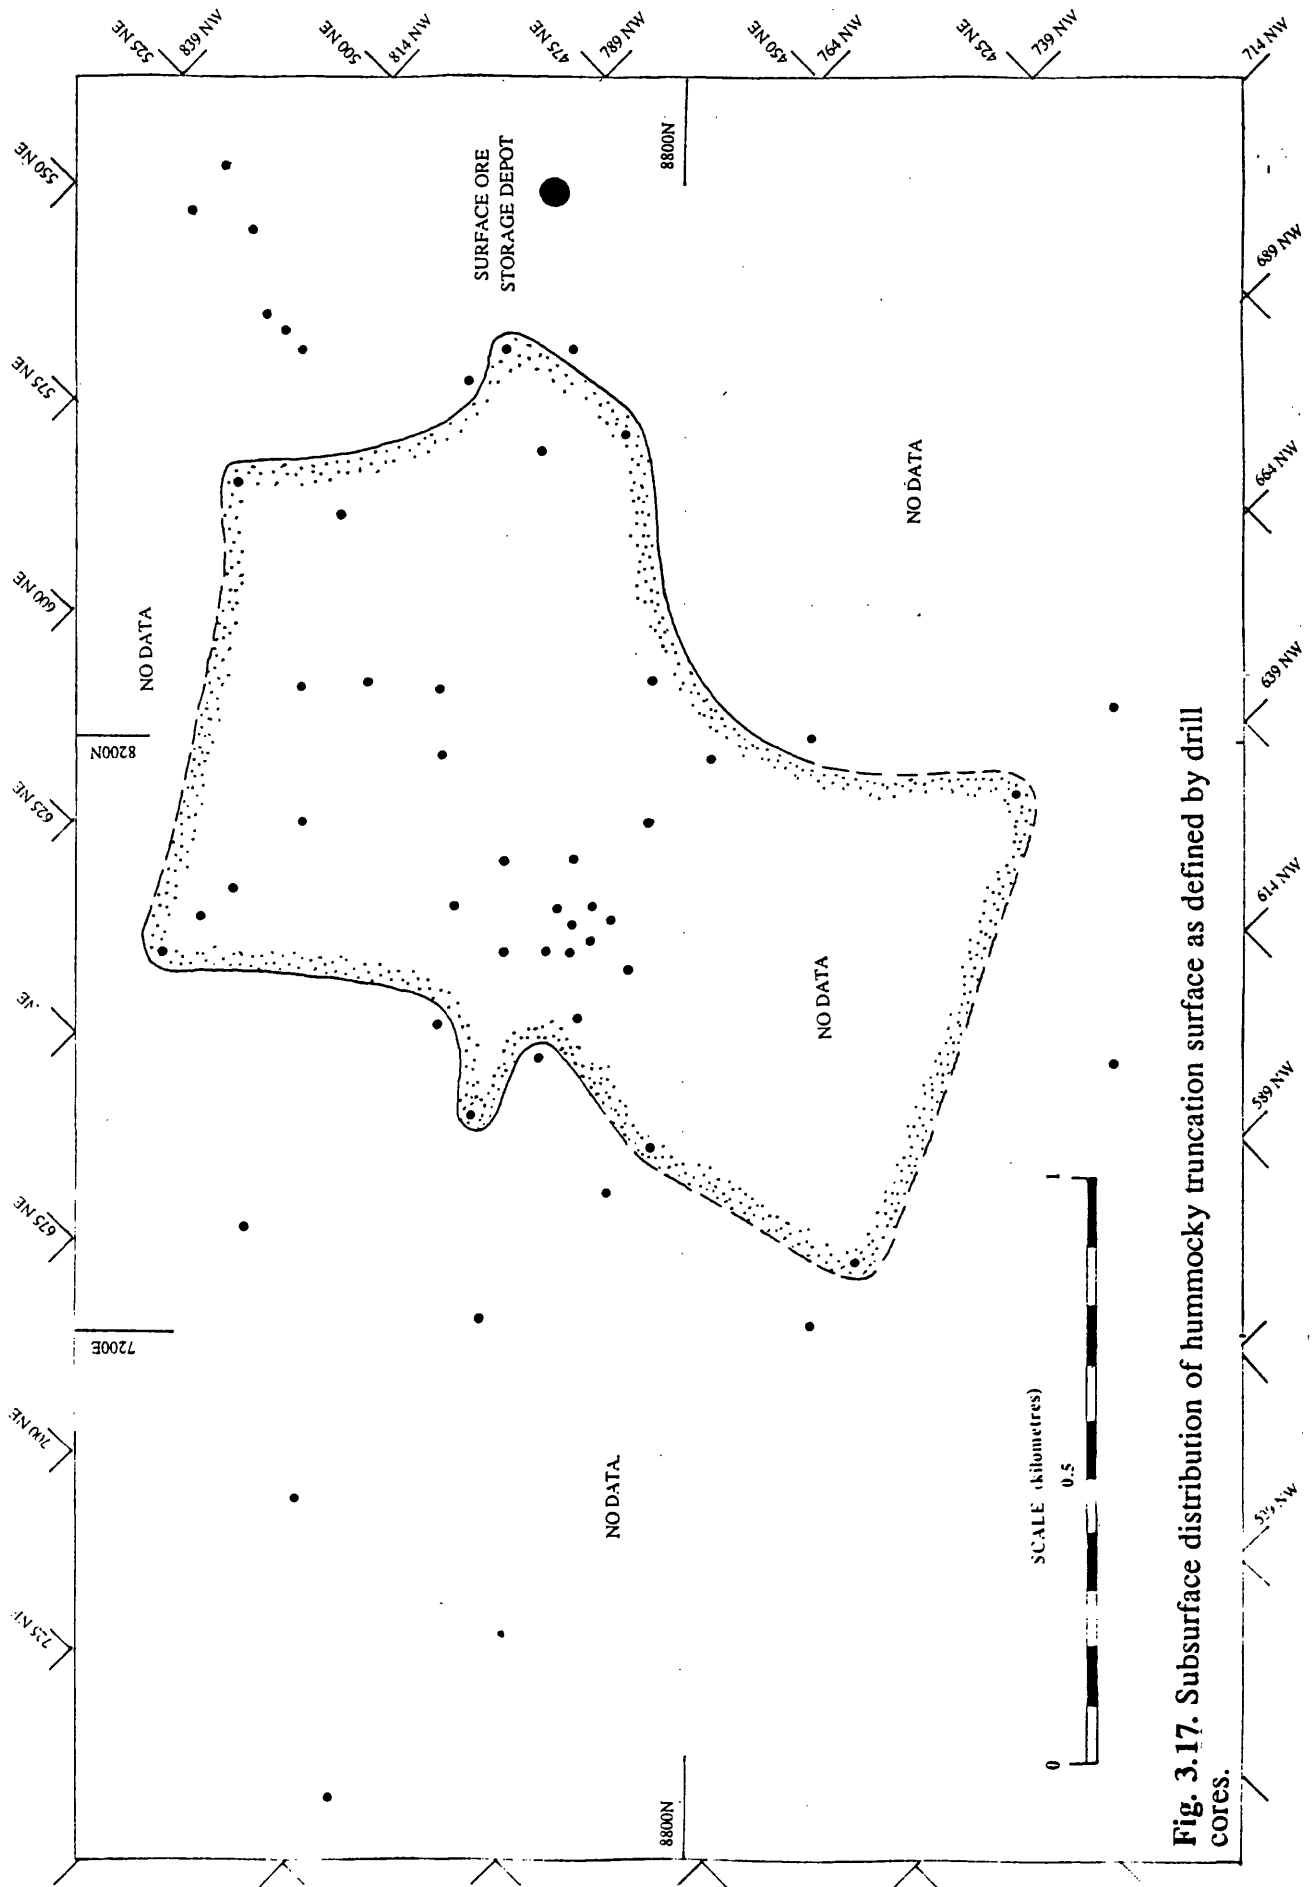 525 NE
839 NW
500 NE
814 NW
475 NE
789 NW
450 NE
764 NW
425 NE
739 NW
714 NW
550 NE
575 NE
600 NE
625 NE
NE
675 NE
700 NE
725 NE
689 NW
664 NW
639 NW
614 NW
589 NW
NW
SURFACE ORE
STORAGE DEPOT
8800N
NO DATA
NO DATA
8200N
NO DATA
7200E
NO DATA
8800N
SCALE (kilometres)
0
0.5
1
Fig. 3.17. Subsurface distribution of hummocky truncation surface as defined by drill
cores.